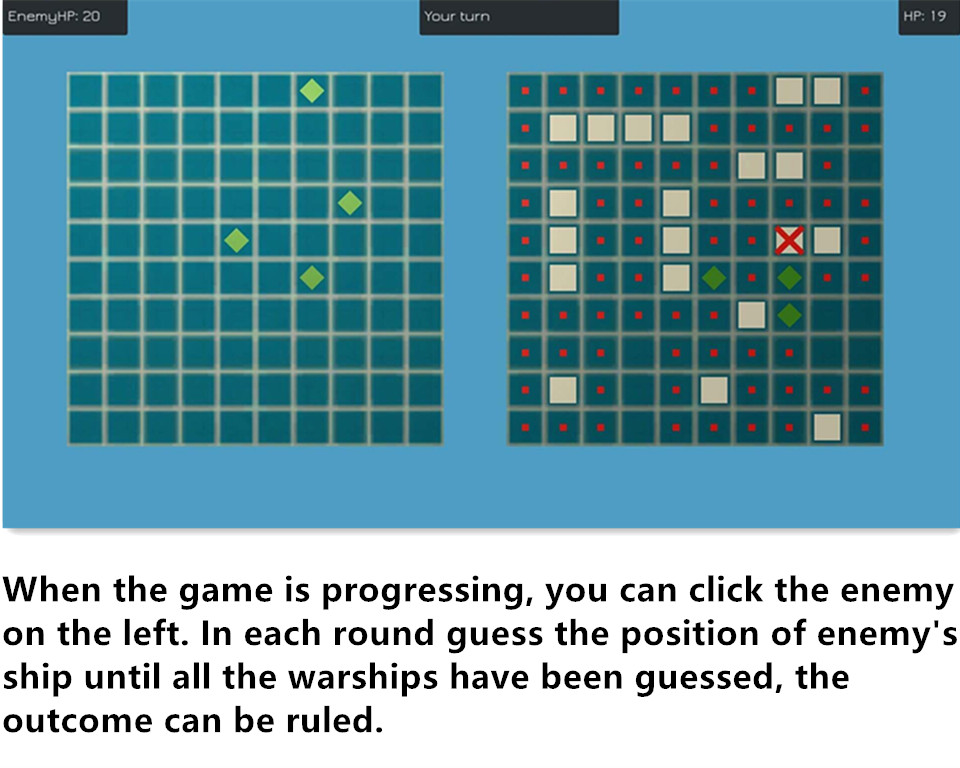 EnemyHP: 20
Your turn
HP: 19
When the game is progressing, you can click the enemy
on the left. In each round guess the position of enemy's
ship until all the warships have been guessed, the
outcome can be ruled.